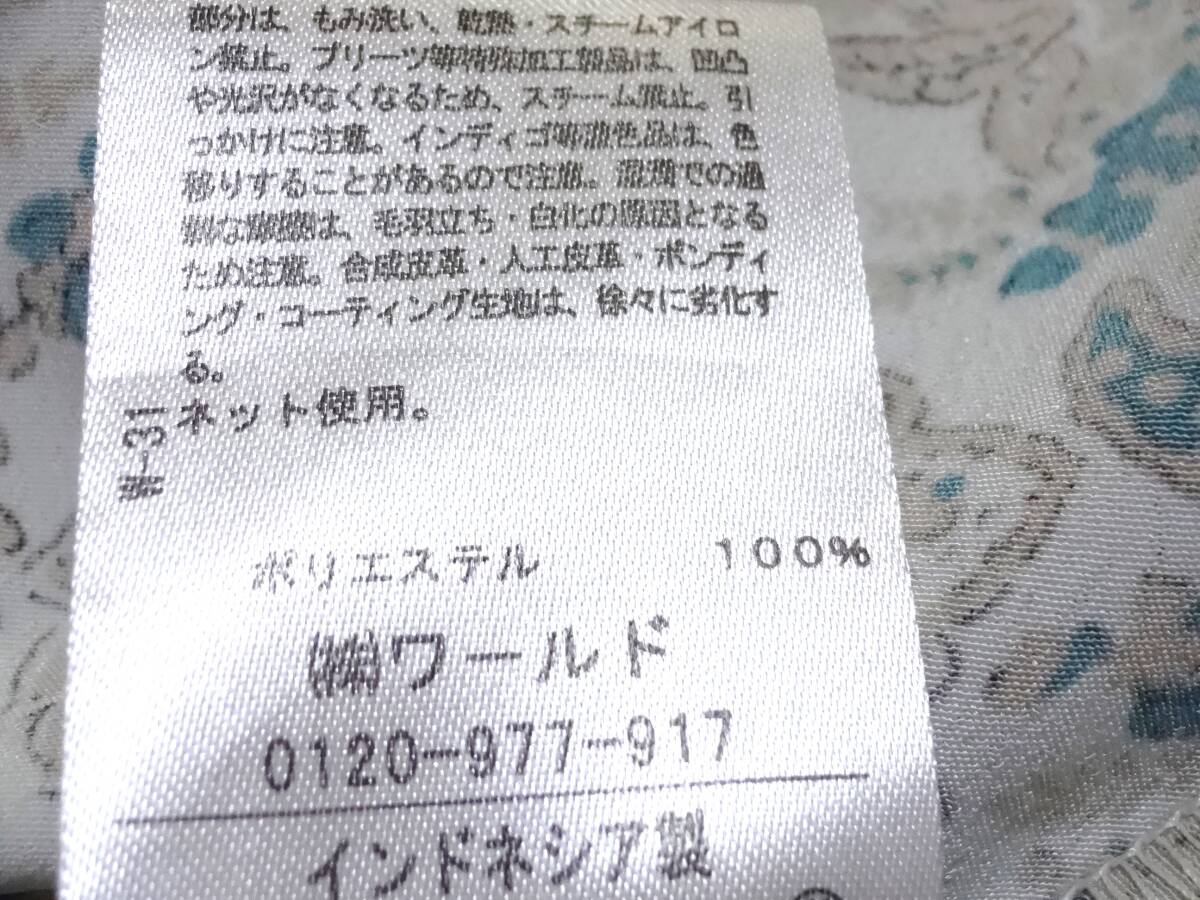 部分は、もみ洗い、乾熱・スチームアイロ
ン禁止。プリーツ等特殊加工製品は、凹凸
や光沢がなくなるため、スチーム禁止。引
っかけに注意。インディゴ等濃色品は、色
移りすることがあるので注意。湿潤での過
剰な摩擦は、毛羽立ち・白化の原因となる
ため注意。合成皮革・人工皮革・ボンディ
ング・コーティング生地は、徐々に劣化す
る。
ネット使用。
W-31
ポリエステル 100%
㈱ワールド
0120-977-917
インドネシア製